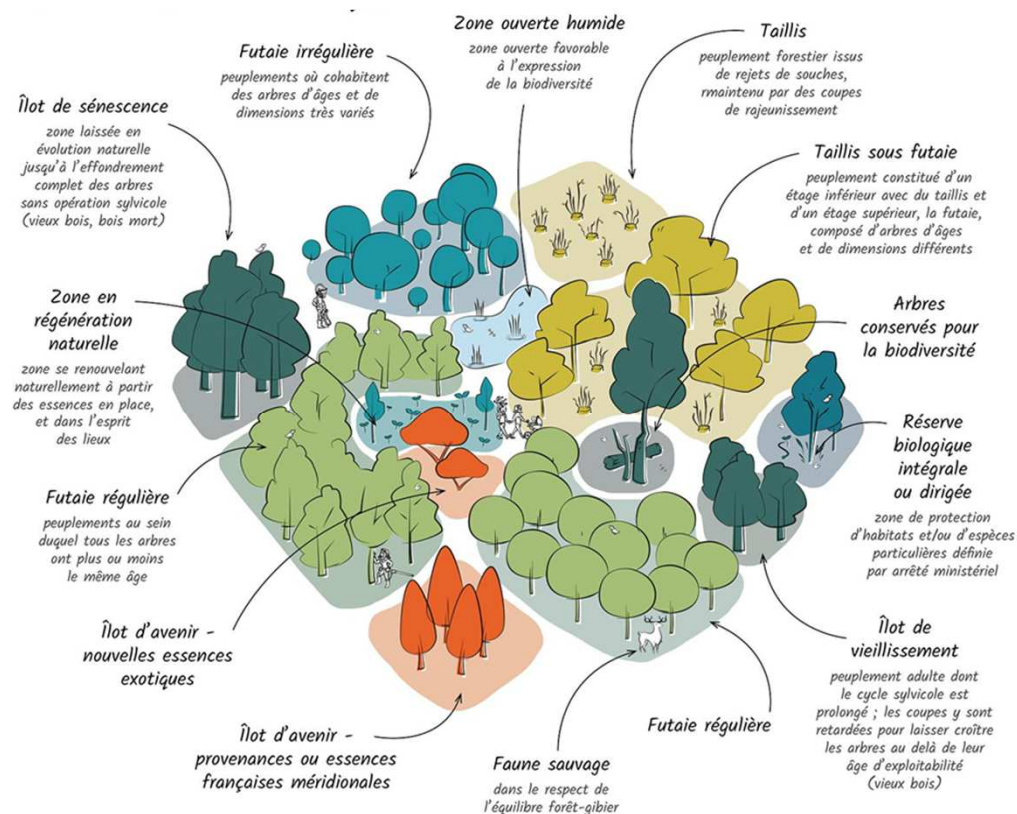 Zone ouverte humide
zone ouverte favorable
à l'expression
de la biodiversité
Taillis
peuplement forestier issus
de rejets de souches,
rmaintenu par des coupes
de rajeunissement
Futaie irrégulière
peuplements où cohabitent
des arbres d'âges et de
dimensions très variés
Îlot de sénescence
zone laissée en
évolution naturelle
jusqu'à l'effondrement
complet des arbres
sans opération sylvicole
(vieux bois, bois mort)
Taillis sous futaie
peuplement constitué d'un
étage inférieur avec du taillis et
d'un étage supérieur, la futaie,
composé d'arbres d'âges
et de dimensions différents
Zone en
régénération
naturelle
zone se renouvelant
naturellement à partir
des essences en place,
et dans l'esprit
des lieux
Arbres
conservés pour
la biodiversité
Réserve
biologique
intégrale
ou dirigée
zone de protection
d'habitats et/ou d'espèces
particulières définie
par arrêté ministériel
Futaie régulière
peuplements au sein
duquel tous les arbres
ont plus ou moins
le même âge
Îlot d'avenir -
nouvelles essences
exotiques
Îlot de
vieillissement
peuplement adulte dont
le cycle sylvicole est
prolongé ; les coupes y sont
retardées pour laisser croître
les arbres au delà de leur
âge d'exploitabilité
(vieux bois)
Îlot d'avenir -
provenances ou essences
françaises méridionales
Faune sauvage
dans le respect de
l'équilibre forêt-gibier
Futaie régulière